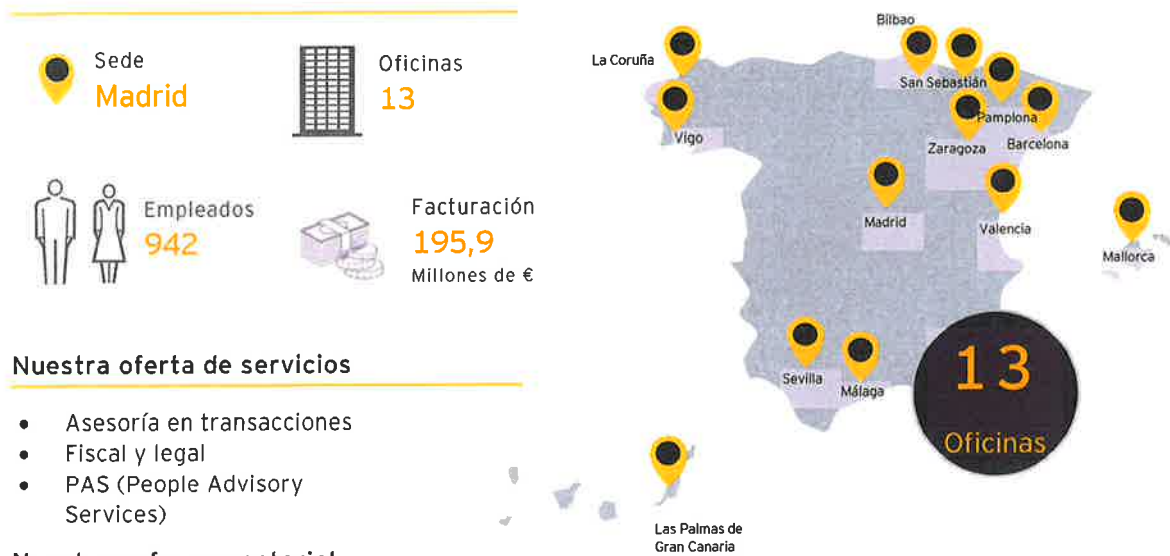 Sede
Madrid
Oficinas
13
Empleados
942
Facturación
195,9
Millones de €
Nuestra oferta de servicios
• Asesoría en transacciones
• Fiscal y legal
• PAS (People Advisory
Services)
Bilbao
La Coruña
San Sebastián
Pamplona
Vigo
Zaragoza
Barcelona
Madrid
Valencia
Mallorca
Sevilla
Málaga
13
Oficinas
Las Palmas de
Gran Canaria